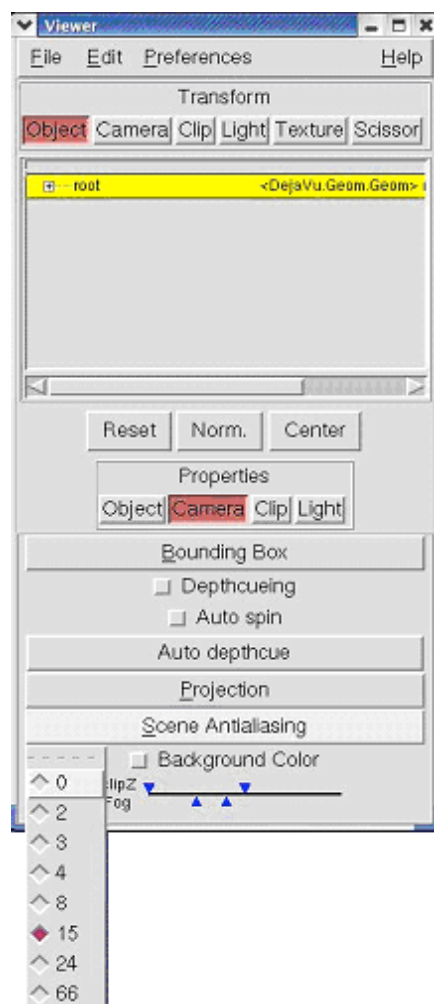 Viewer
File Edit Preferences Help
Transform
Object Camera Clip Light Texture Scissor
root <DejaVu.Geom.Geom>
Reset Norm. Center
Properties
Object Camera Clip Light
Bounding Box
Depthcueing
Auto spin
Auto depthcue
Projection
Scene Antialiasing
Background Color
0
lipZ
Fog
2
3
4
8
15
24
66